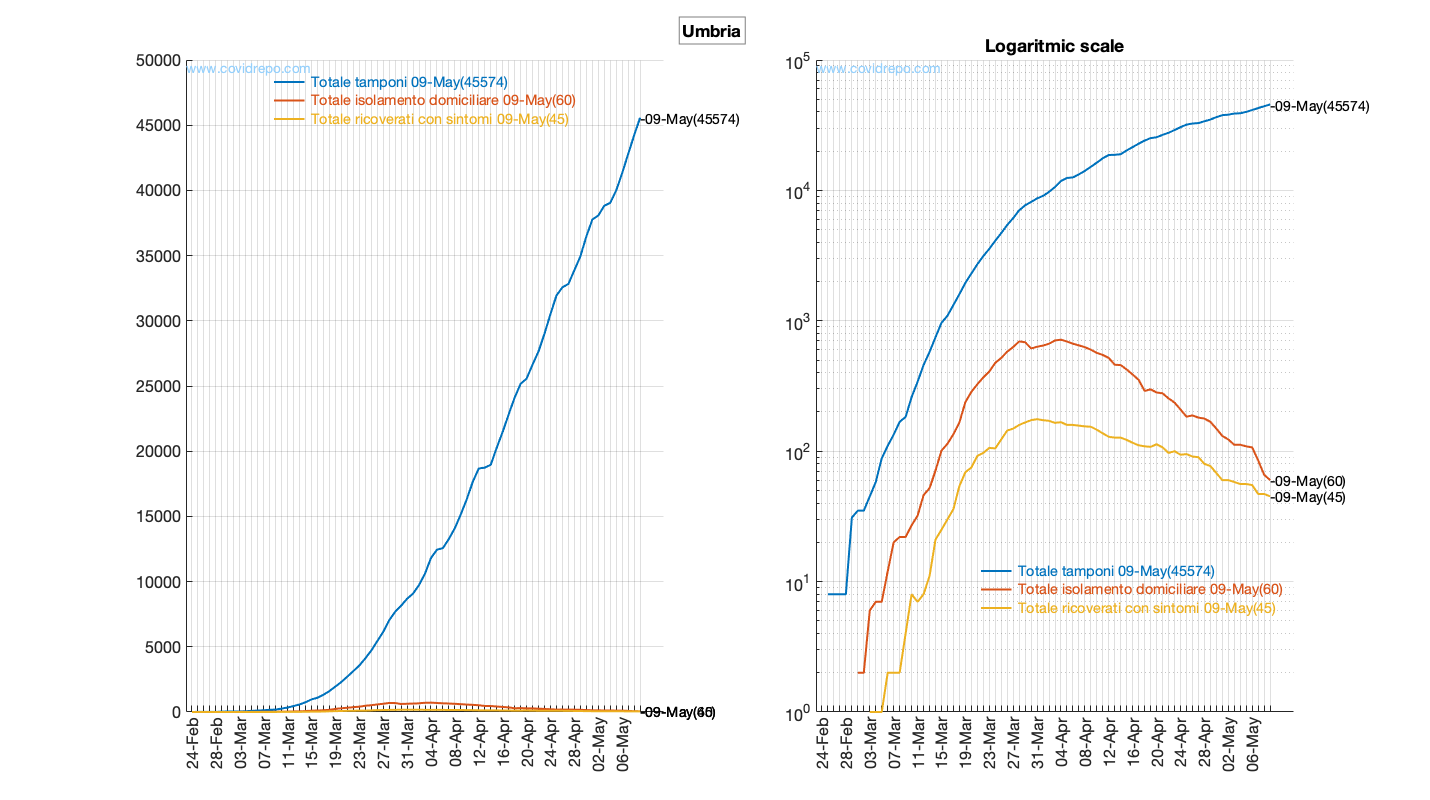 Umbria
www.covidrepo.com
Totale tamponi 09-May(45574)
Totale isolamento domiciliare 09-May(60)
Totale ricoverati con sintomi 09-May(45)
50000
45000
40000
35000
30000
25000
20000
15000
10000
5000
0
-09-May(45574)
-09-May(60)
-09-May(45)
24-Feb
28-Feb
03-Mar
07-Mar
11-Mar
15-Mar
19-Mar
23-Mar
27-Mar
31-Mar
04-Apr
08-Apr
12-Apr
16-Apr
20-Apr
24-Apr
28-Apr
02-May
06-May
Logaritmic scale
www.covidrepo.com
10^5
10^4
10^3
10^2
10^1
10^0
-09-May(45574)
-09-May(60)
-09-May(45)
Totale tamponi 09-May(45574)
Totale isolamento domiciliare 09-May(60)
Totale ricoverati con sintomi 09-May(45)
24-Feb
28-Feb
03-Mar
07-Mar
11-Mar
15-Mar
19-Mar
23-Mar
27-Mar
31-Mar
04-Apr
08-Apr
12-Apr
16-Apr
20-Apr
24-Apr
28-Apr
02-May
06-May